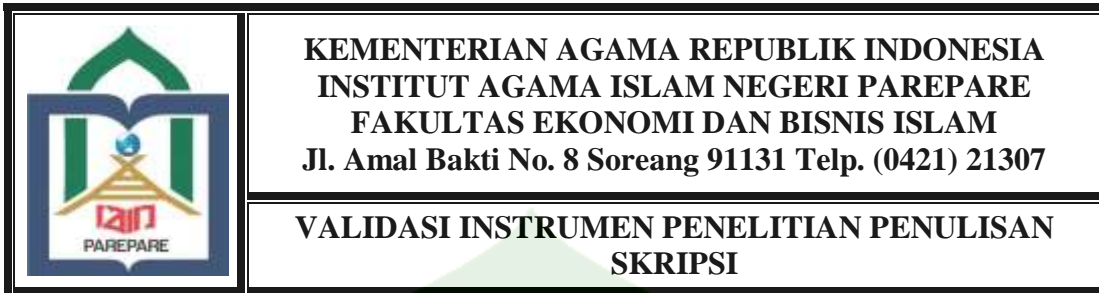 KEMENTERIAN AGAMA REPUBLIK INDONESIA
INSTITUT AGAMA ISLAM NEGERI PAREPARE
FAKULTAS EKONOMI DAN BISNIS ISLAM
Jl. Amal Bakti No. 8 Soreang 91131 Telp. (0421) 21307
VALIDASI INSTRUMEN PENELITIAN PENULISAN
SKRIPSI
IAIN
PAREPARE